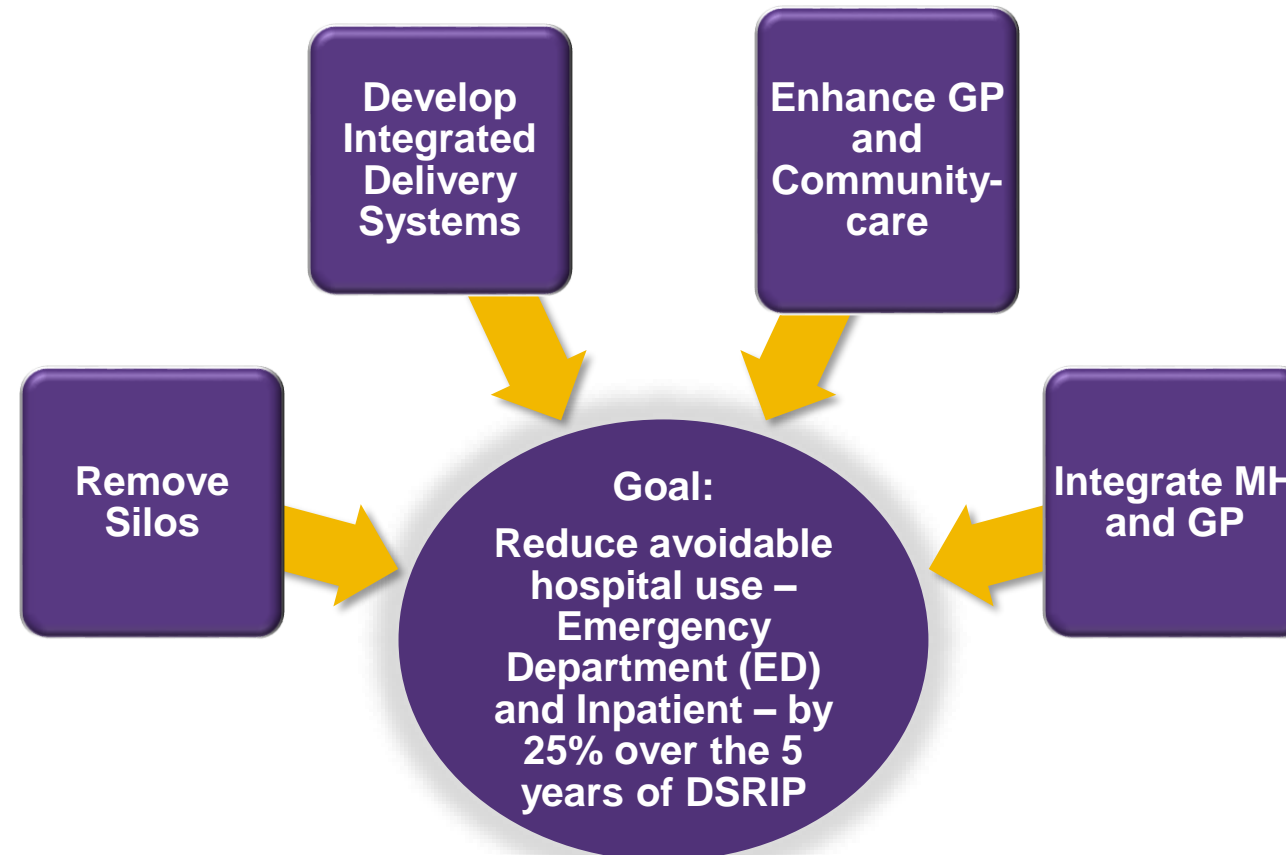 Develop
Integrated
Delivery
Systems
Enhance GP
and
Community-
care
Remove
Silos
Integrate MH
and GP
Goal:
Reduce avoidable
hospital use –
Emergency
Department (ED)
and Inpatient – by
25% over the 5
years of DSRIP